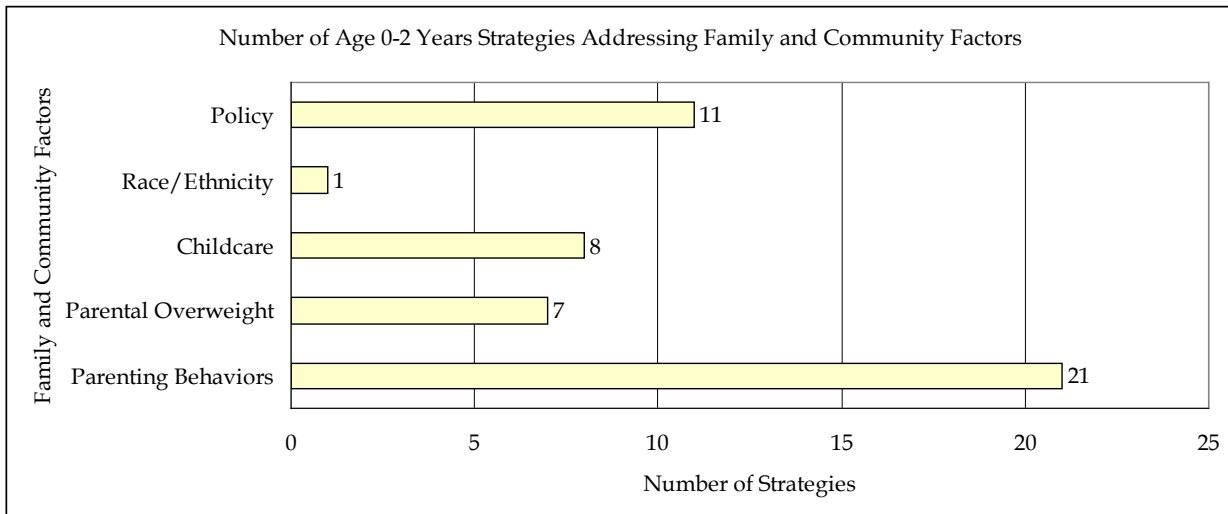 Number of Age 0-2 Years Strategies Addressing Family and Community Factors
Family and Community Factors
Policy
11
Race/Ethnicity
1
Childcare
8
Parental Overweight
7
Parenting Behaviors
21
0 5 10 15 20 25
Number of Strategies